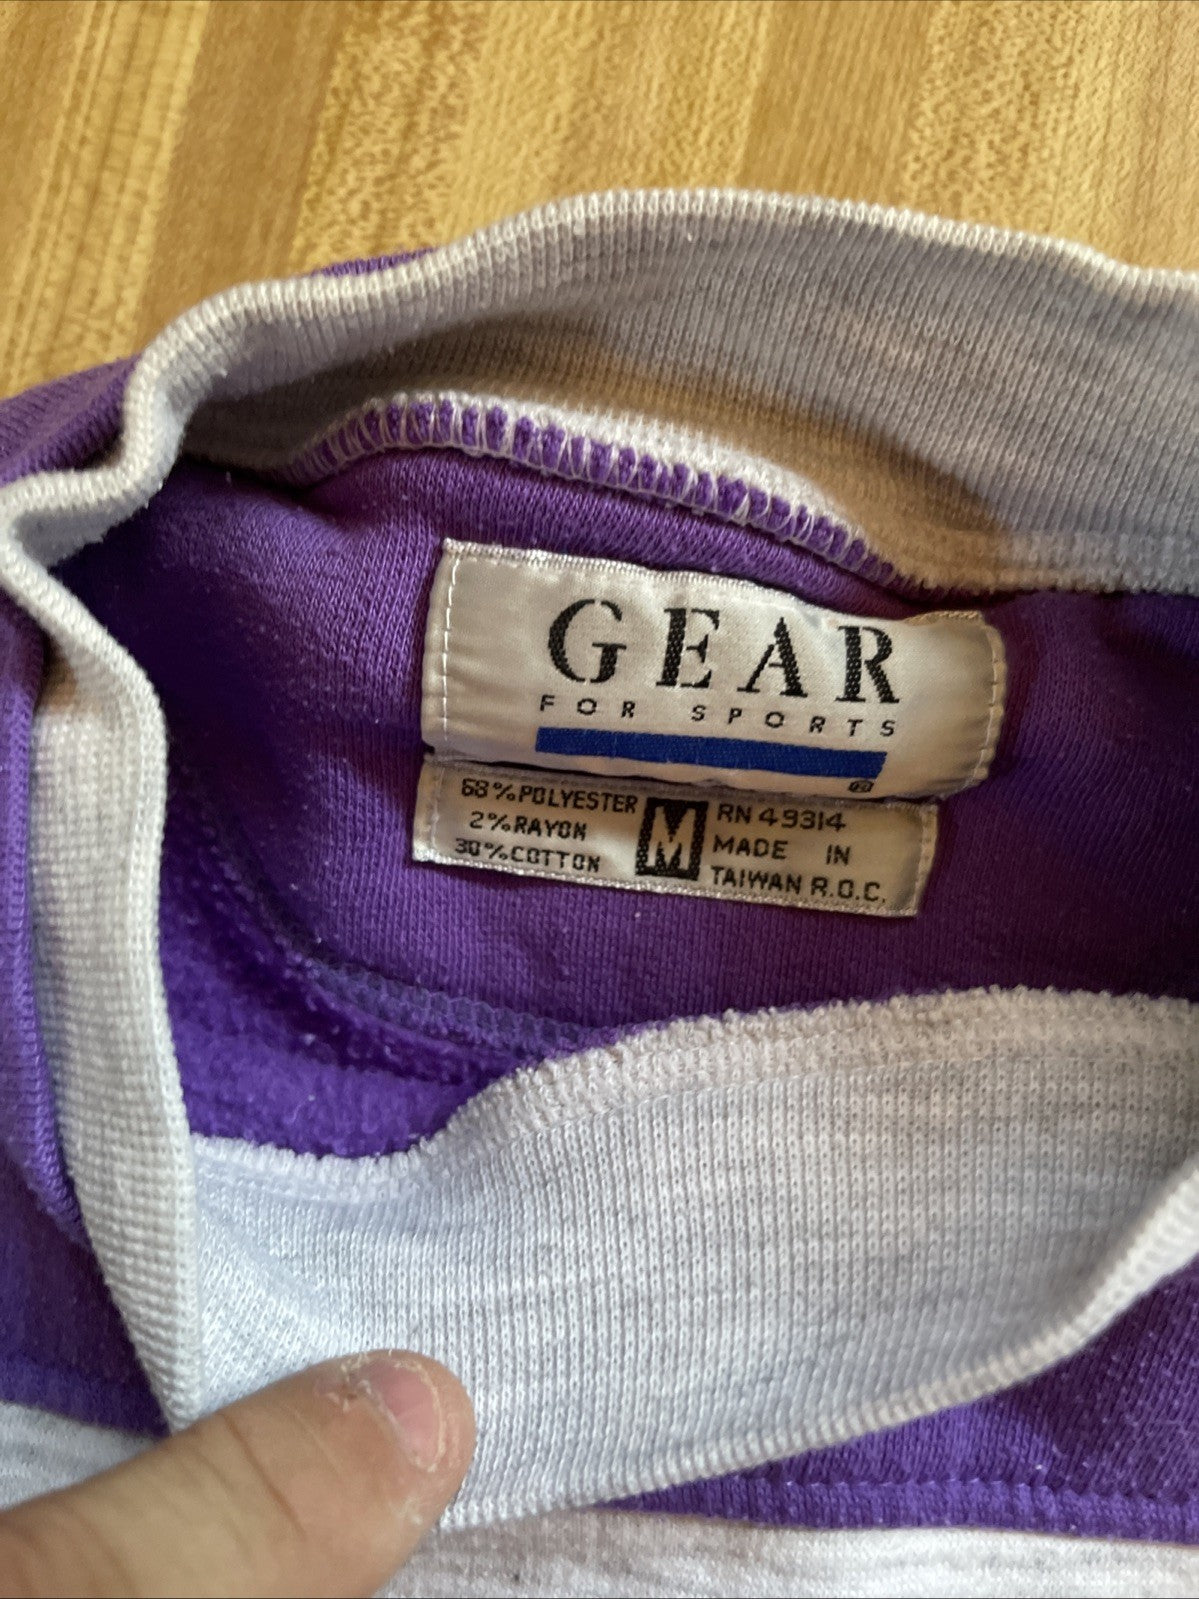 GEAR
FOR SPORTS
®
68%POLYESTER
2%RAYON
30%COTTON
M
RN 49314
MADE IN
TAIWAN R.O.C.